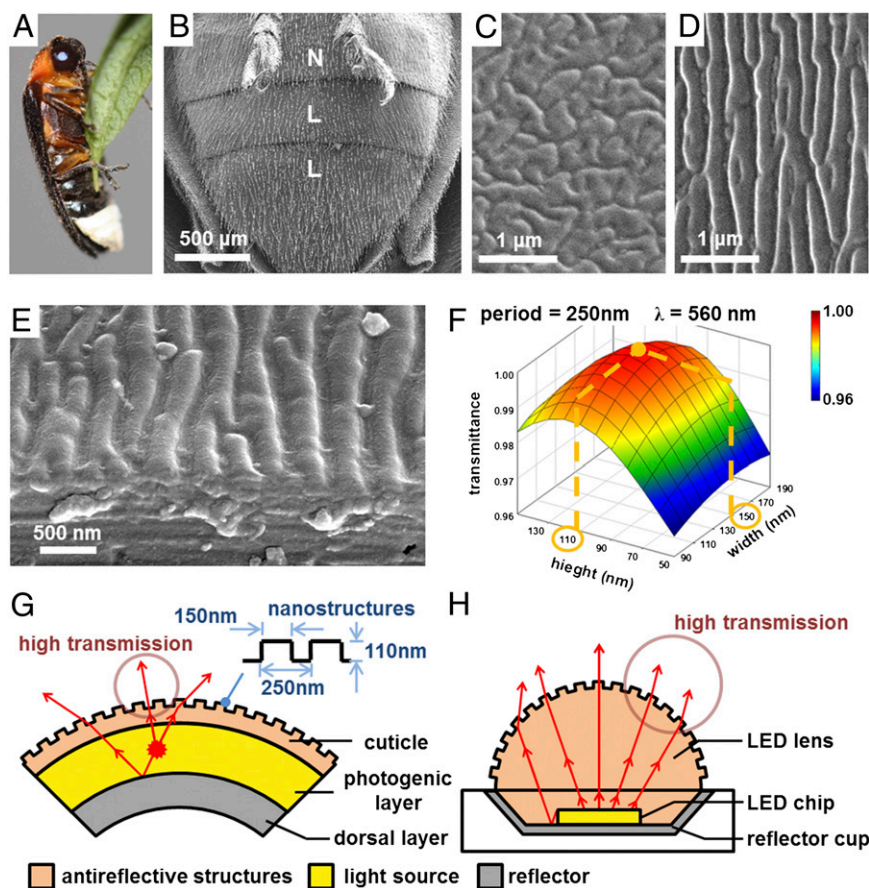 A
B
N
L
L
500 µm
C
1 µm
D
1 µm
E
500 nm
F
period = 250nm λ = 560 nm
1.00
0.96
transmittance
1.00
0.99
0.98
0.97
0.96
130
110
90
70
50
hieght (nm)
90
110
130
150
170
190
width (nm)
G
150nm
nanostructures
110nm
250nm
high transmission
cuticle
photogenic
layer
dorsal layer
H
high transmission
LED lens
LED chip
reflector cup
antireflective structures
light source
reflector